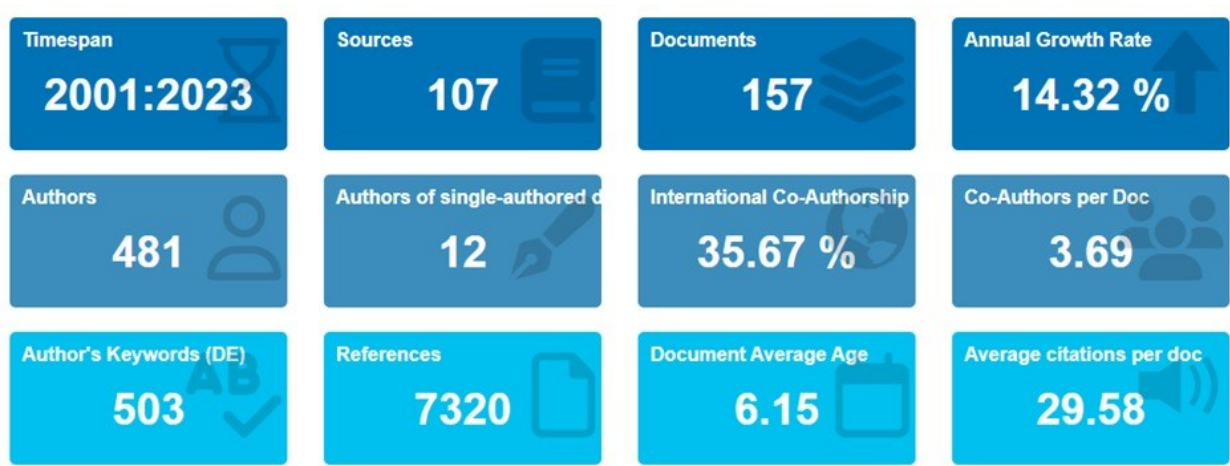 Timespan
2001:2023
Sources
107
Documents
157
Annual Growth Rate
14.32 %
Authors
481
Authors of single-authored d
12
International Co-Authorship
35.67 %
Co-Authors per Doc
3.69
Author's Keywords (DE)
AB
503
References
7320
Document Average Age
6.15
Average citations per doc
29.58